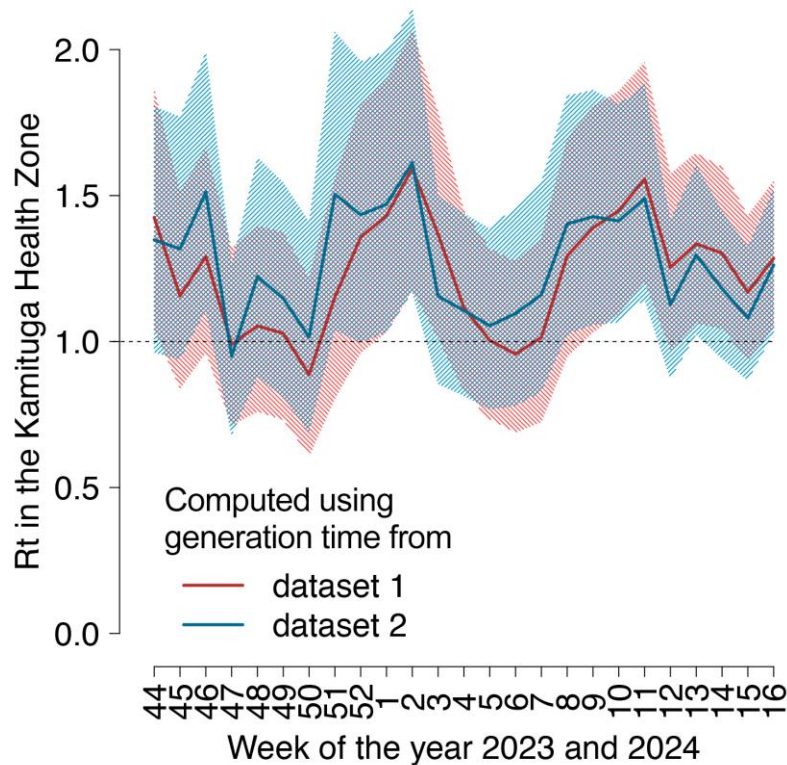 Rt in the Kamituga Health Zone
2.0
1.5
1.0
0.5
0.0
Computed using
generation time from
dataset 1
dataset 2
44 45 46 47 48 49 50 51 52 1 2 3 4 5 6 7 8 9 10 11 12 13 14 15 16
Week of the year 2023 and 2024